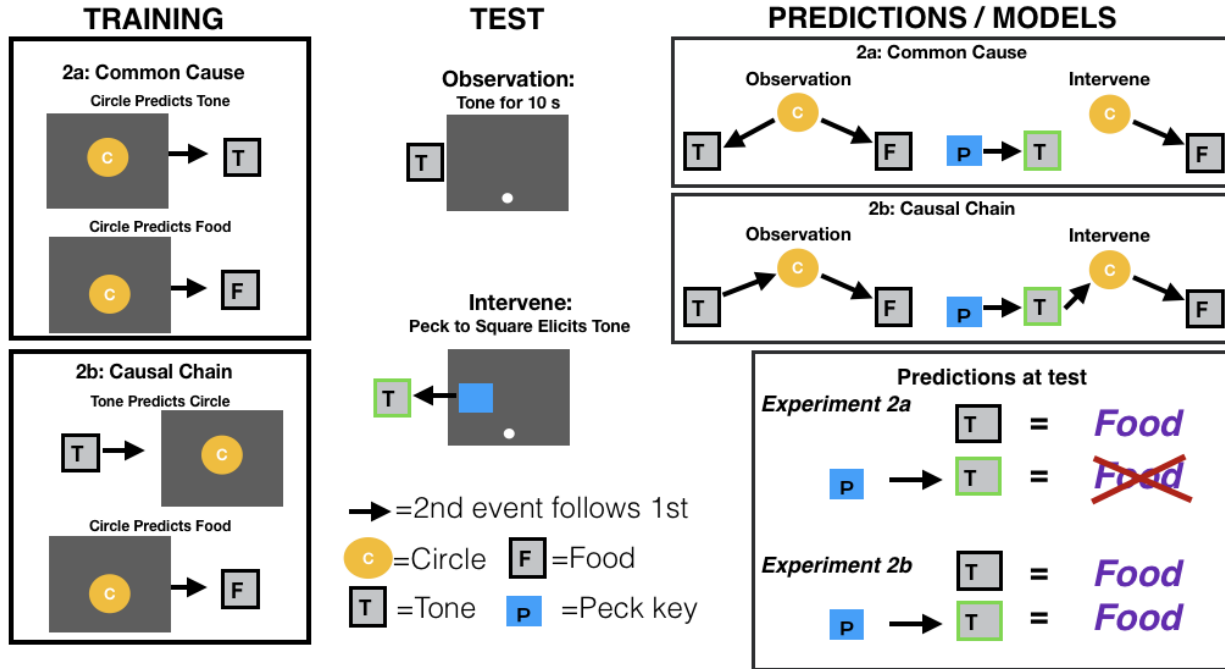 TRAINING
2a: Common Cause
Circle Predicts Tone
C
T
Circle Predicts Food
C
F
2b: Causal Chain
Tone Predicts Circle
T
C
Circle Predicts Food
C
F
TEST
Observation:
Tone for 10 s
T
Intervene:
Peck to Square Elicits Tone
T
=2nd event follows 1st
C =Circle F =Food
T =Tone P =Peck key
PREDICTIONS / MODELS
2a: Common Cause
Observation
C
T F
Intervene
C
P T F
2b: Causal Chain
Observation
C
T F
Intervene
C
P T F
Predictions at test
Experiment 2a
T = Food
P T = Food
Experiment 2b
T = Food
P T = Food